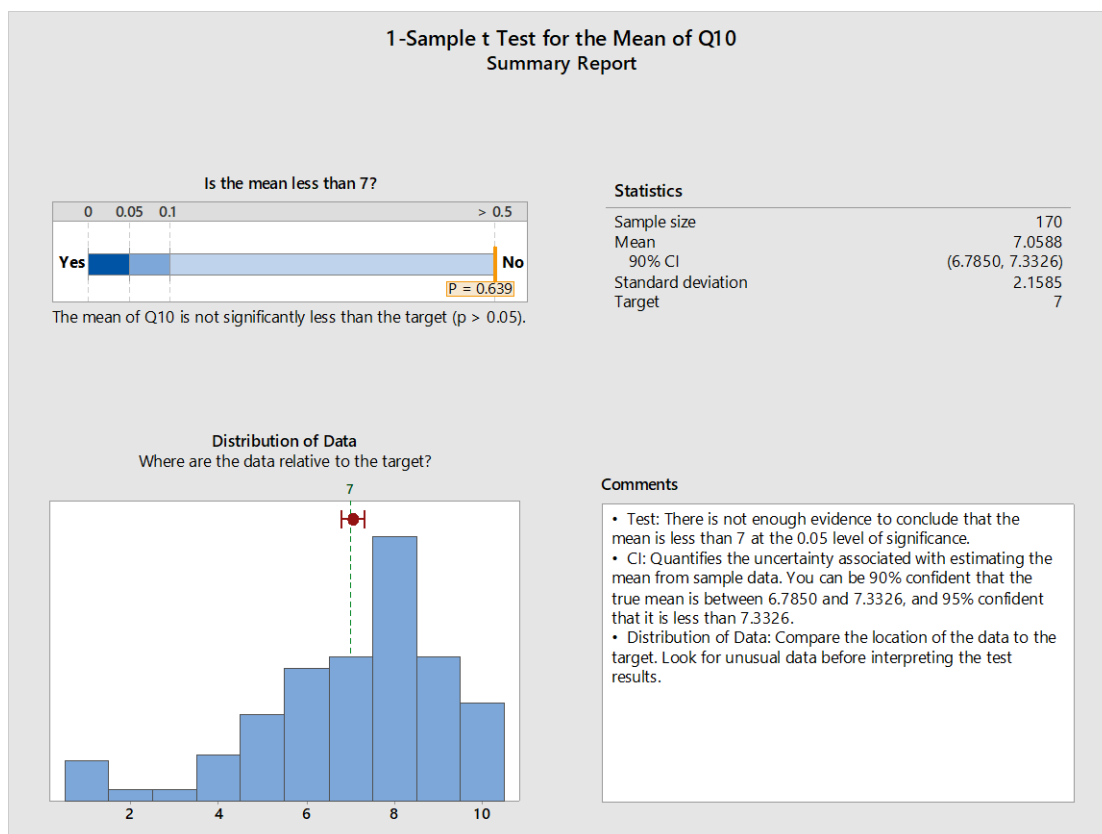 1-Sample t Test for the Mean of Q10
Summary Report
Is the mean less than 7?
0 0.05 0.1 > 0.5
Yes No
P = 0.639
The mean of Q10 is not significantly less than the target (p > 0.05).
Statistics
Sample size 170
Mean 7.0588
90% CI (6.7850, 7.3326)
Standard deviation 2.1585
Target 7
Distribution of Data
Where are the data relative to the target?
7
2 4 6 8 10
Comments
• Test: There is not enough evidence to conclude that the
mean is less than 7 at the 0.05 level of significance.
• CI: Quantifies the uncertainty associated with estimating the
mean from sample data. You can be 90% confident that the
true mean is between 6.7850 and 7.3326, and 95% confident
that it is less than 7.3326.
• Distribution of Data: Compare the location of the data to the
target. Look for unusual data before interpreting the test
results.